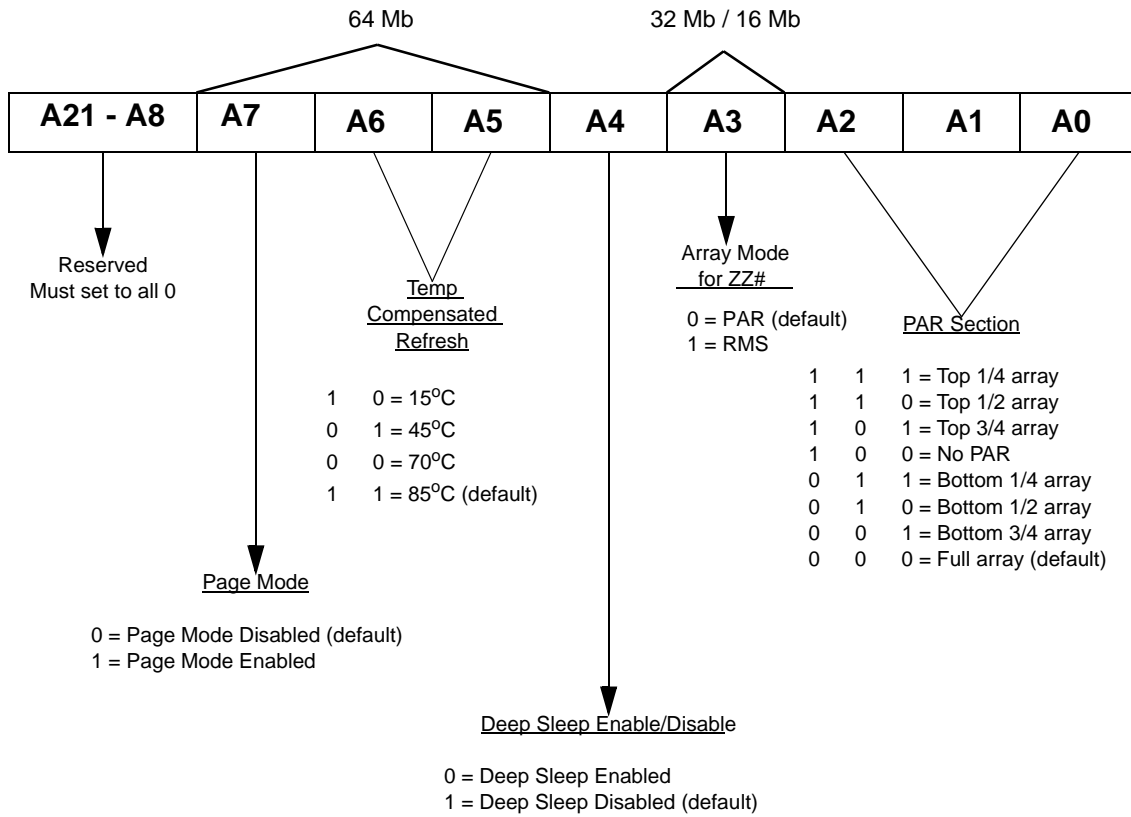 64 Mb
32 Mb / 16 Mb
A21 - A8 A7 A6 A5 A4 A3 A2 A1 A0
Reserved
Must set to all 0
Temp
Compensated
Refresh
1 0 = 15°C
0 1 = 45°C
0 0 = 70°C
1 1 = 85°C (default)
Array Mode
for ZZ#
0 = PAR (default)
1 = RMS
PAR Section
1 1 1 = Top 1/4 array
1 1 0 = Top 1/2 array
1 0 1 = Top 3/4 array
1 0 0 = No PAR
0 1 1 = Bottom 1/4 array
0 1 0 = Bottom 1/2 array
0 0 1 = Bottom 3/4 array
0 0 0 = Full array (default)
Page Mode
0 = Page Mode Disabled (default)
1 = Page Mode Enabled
Deep Sleep Enable/Disable
0 = Deep Sleep Enabled
1 = Deep Sleep Disabled (default)